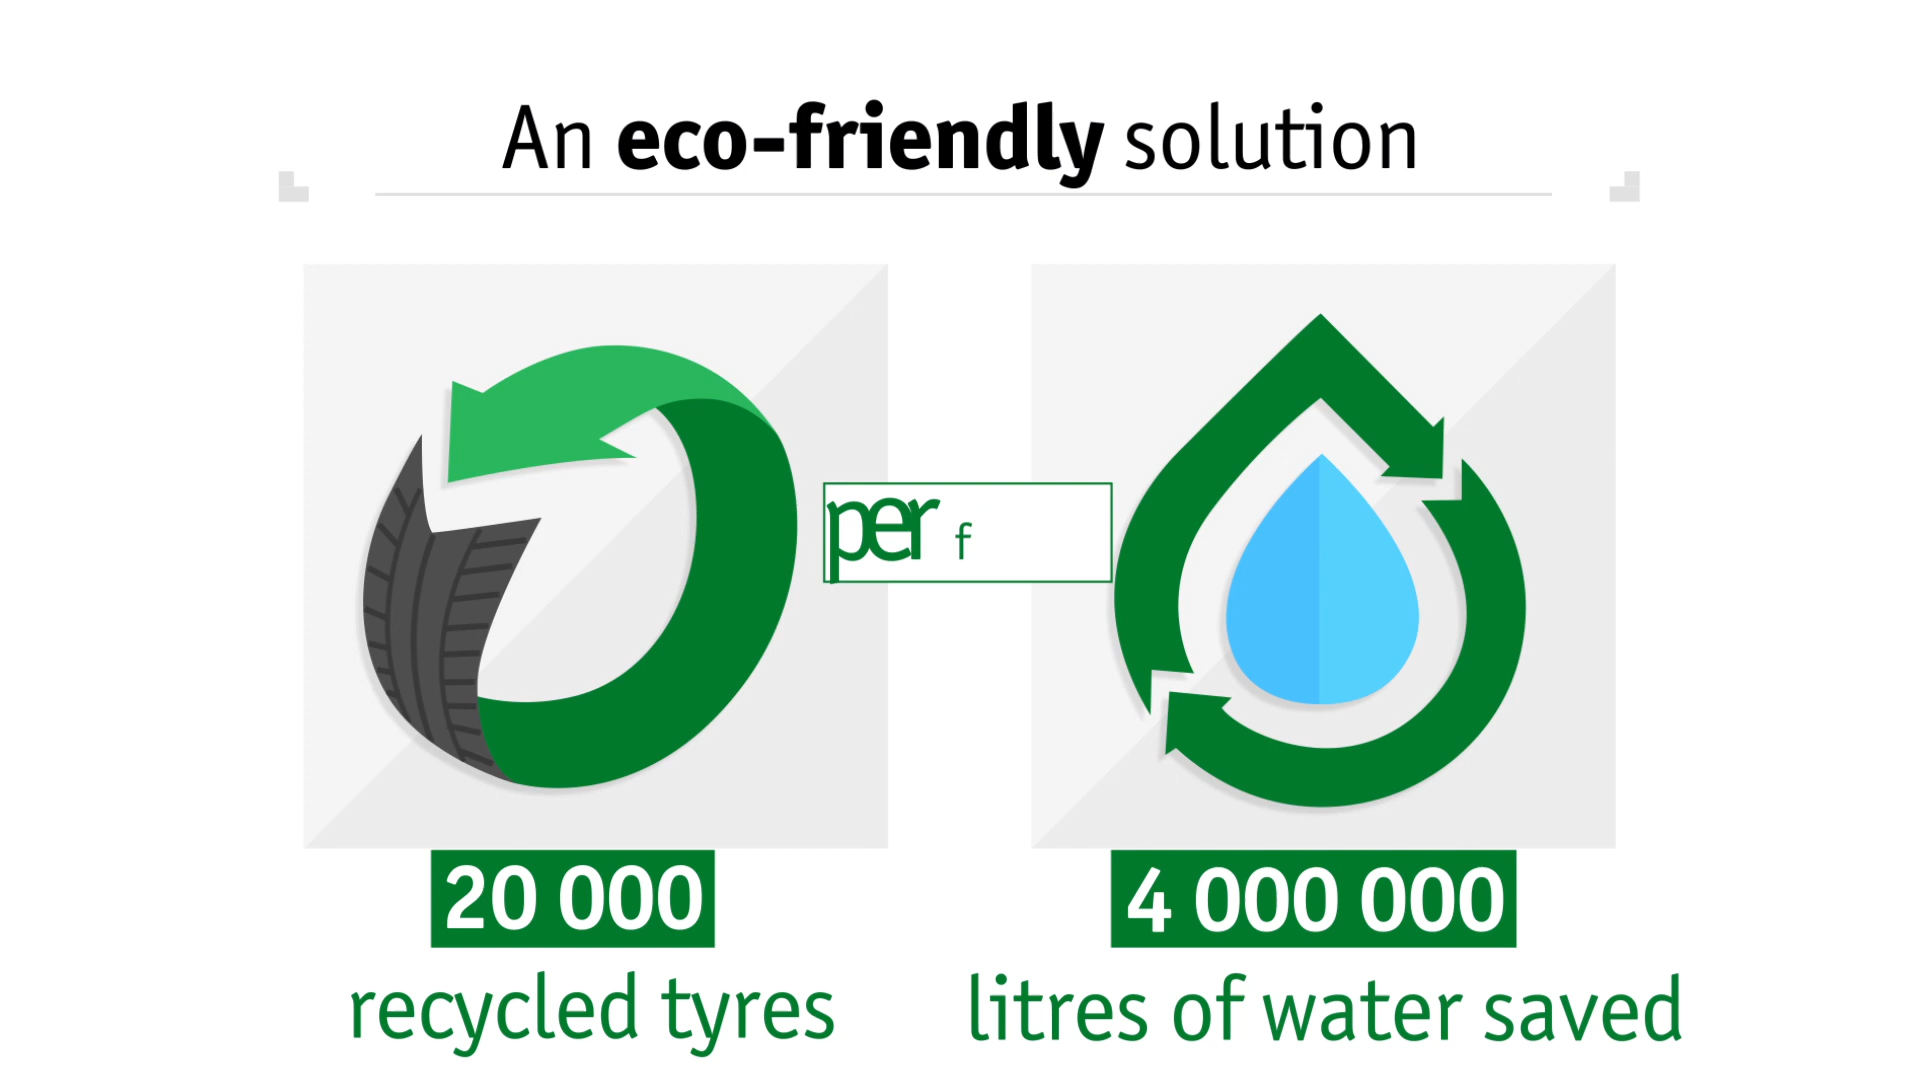 An eco-friendly solution
per f
20 000
recycled tyres
4 000 000
litres of water saved